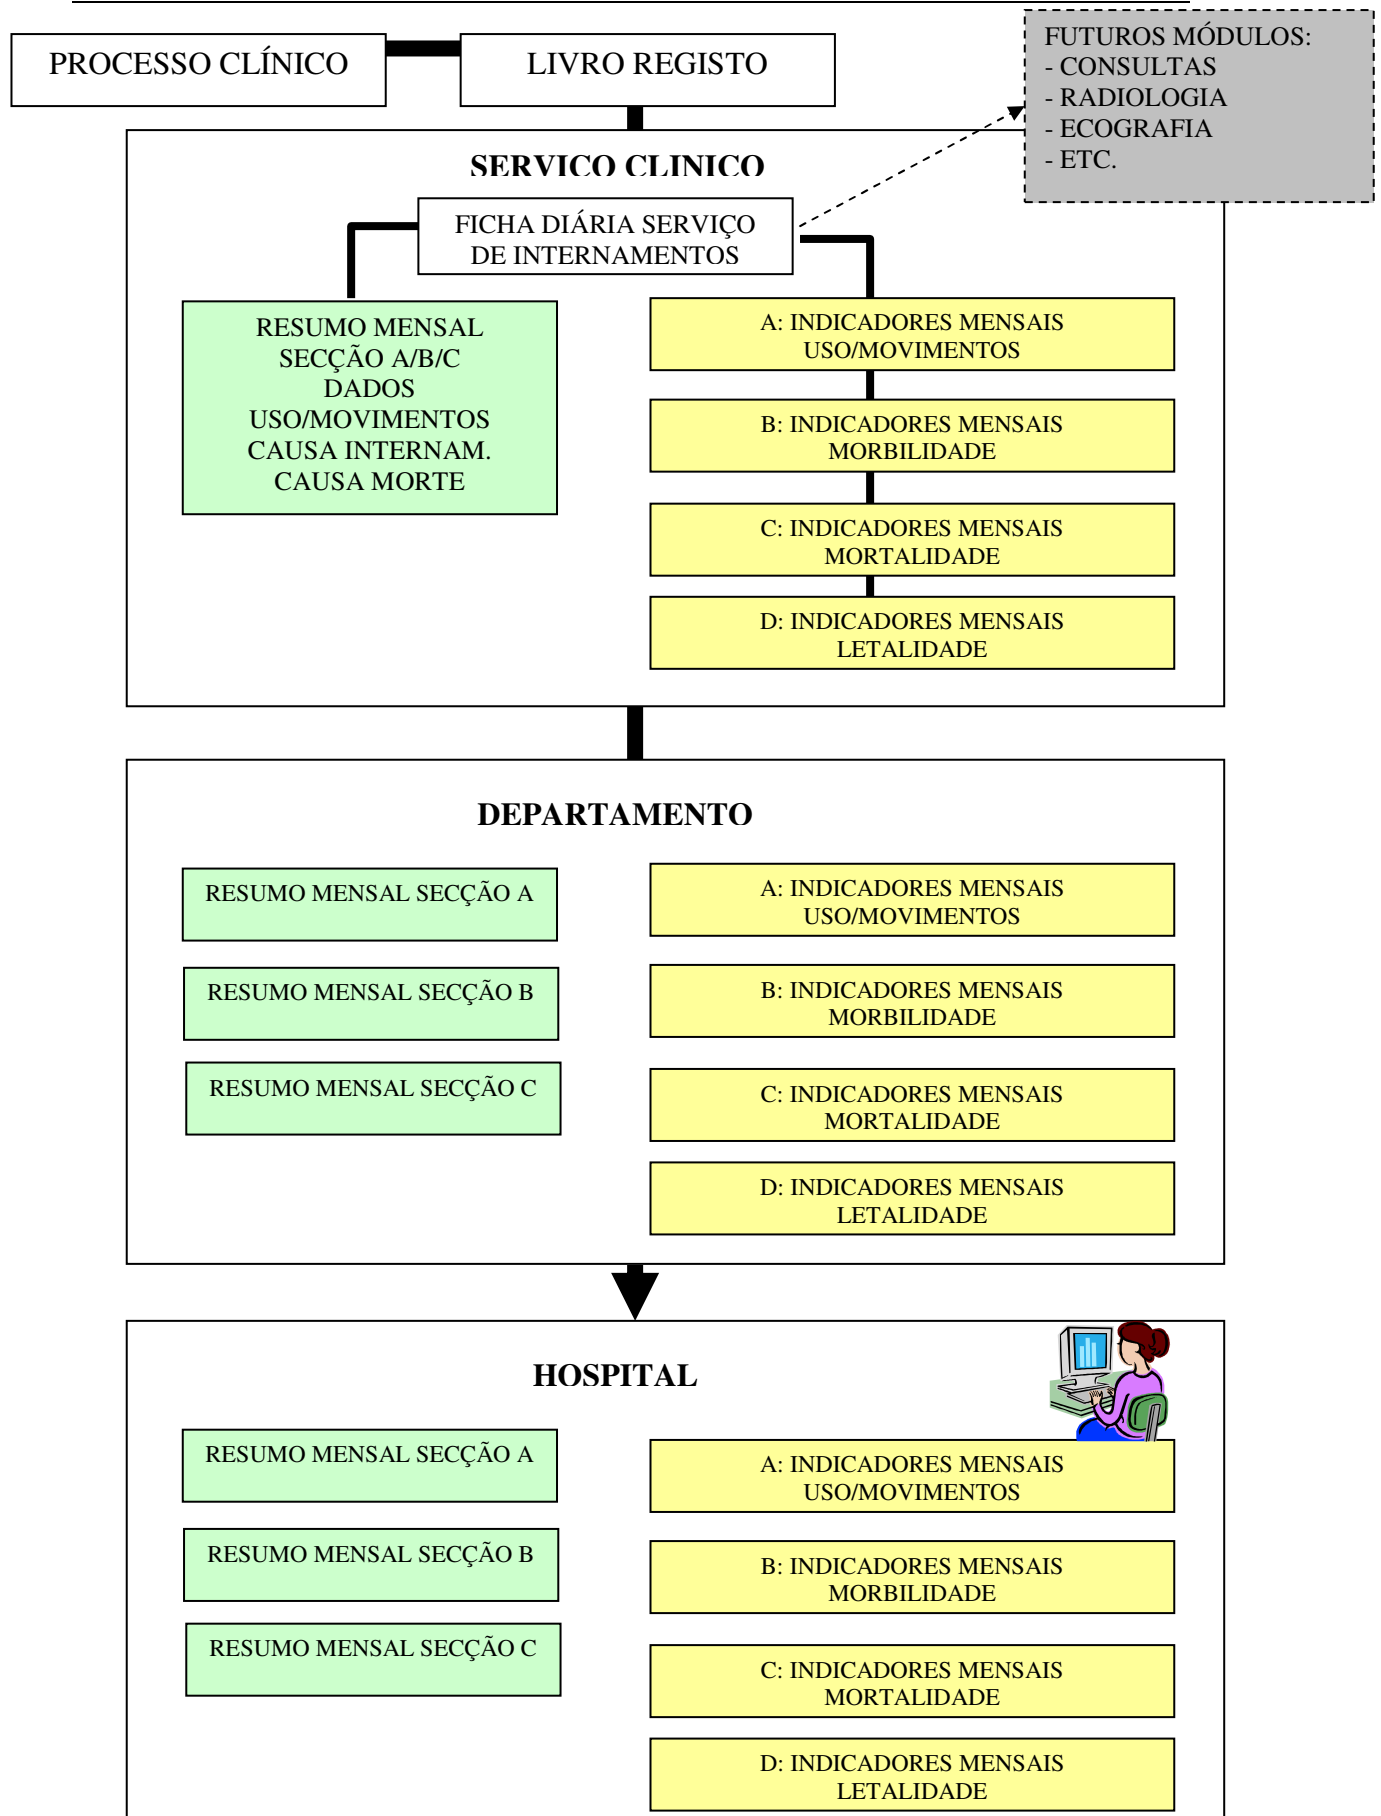 PROCESSO CLÍNICO
LIVRO REGISTO
FUTUROS MÓDULOS:
- CONSULTAS
- RADIOLOGIA
- ECOGRAFIA
- ETC.
SERVICO CLINICO
FICHA DIÁRIA SERVIÇO
DE INTERNAMENTOS
RESUMO MENSAL
SECÇÃO A/B/C
DADOS
USO/MOVIMENTOS
CAUSA INTERNAM.
CAUSA MORTE
A: INDICADORES MENSAIS
USO/MOVIMENTOS
B: INDICADORES MENSAIS
MORBILIDADE
C: INDICADORES MENSAIS
MORTALIDADE
D: INDICADORES MENSAIS
LETALIDADE
DEPARTAMENTO
RESUMO MENSAL SECÇÃO A
RESUMO MENSAL SECÇÃO B
RESUMO MENSAL SECÇÃO C
A: INDICADORES MENSAIS
USO/MOVIMENTOS
B: INDICADORES MENSAIS
MORBILIDADE
C: INDICADORES MENSAIS
MORTALIDADE
D: INDICADORES MENSAIS
LETALIDADE
HOSPITAL
RESUMO MENSAL SECÇÃO A
RESUMO MENSAL SECÇÃO B
RESUMO MENSAL SECÇÃO C
A: INDICADORES MENSAIS
USO/MOVIMENTOS
B: INDICADORES MENSAIS
MORBILIDADE
C: INDICADORES MENSAIS
MORTALIDADE
D: INDICADORES MENSAIS
LETALIDADE